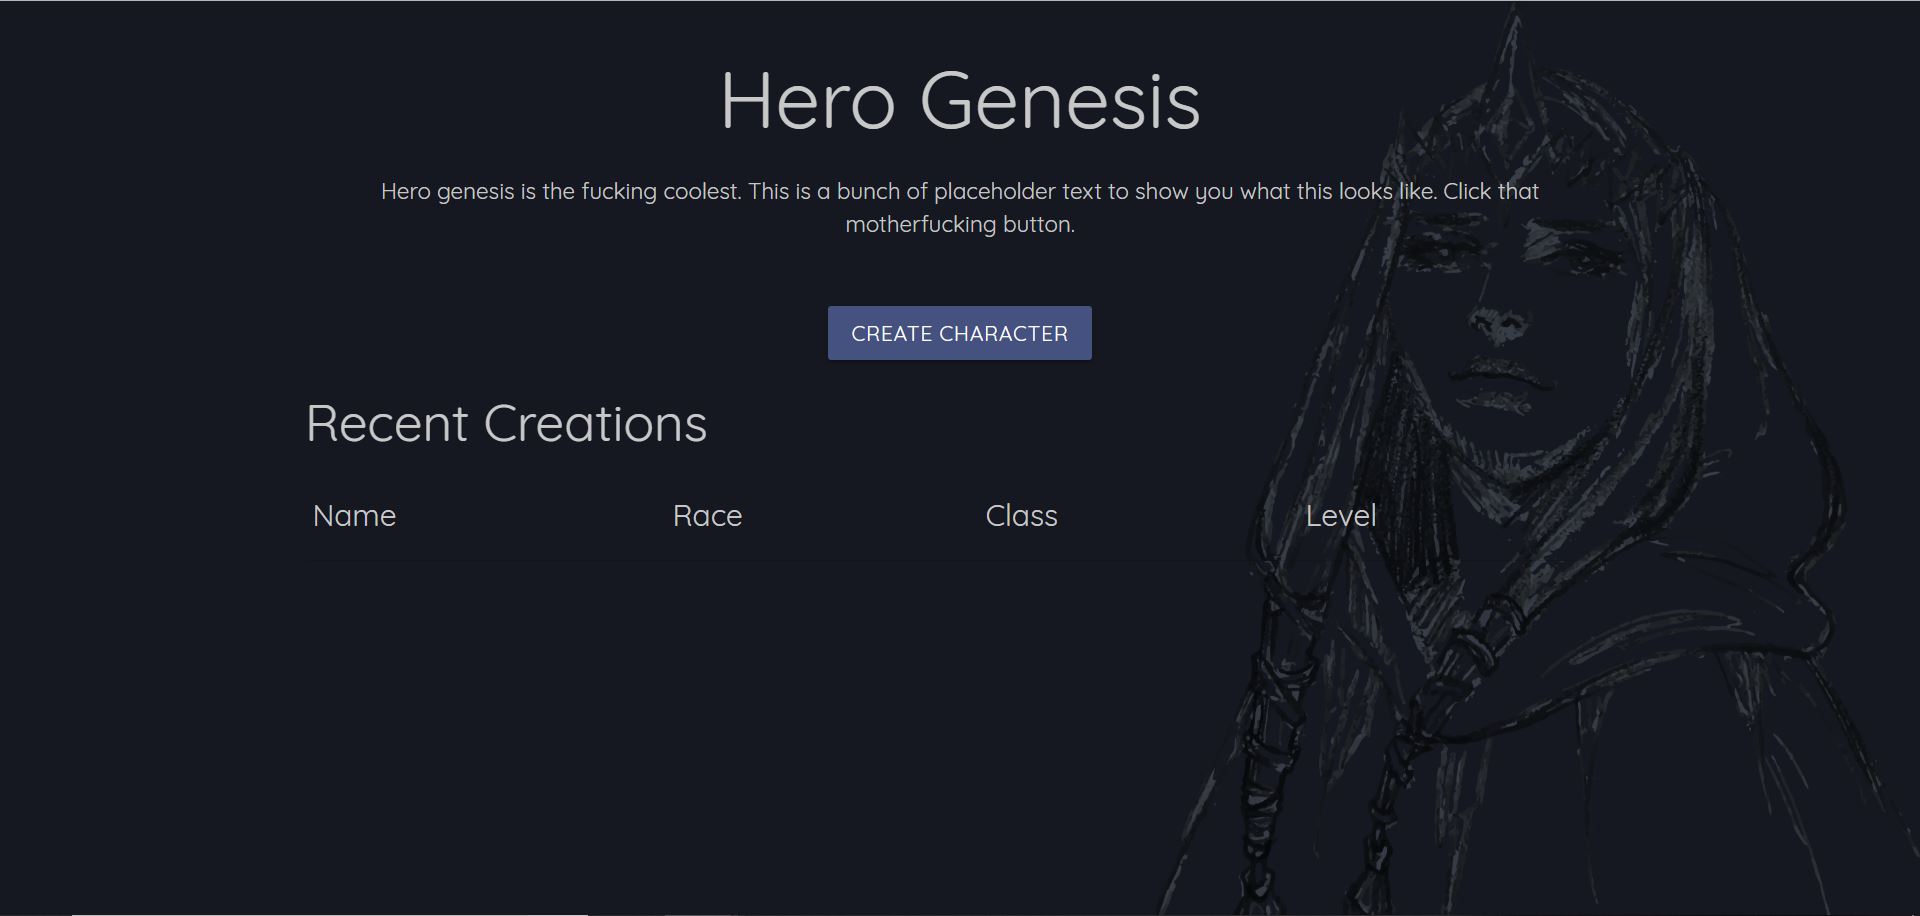 Hero Genesis
Hero genesis is the fucking coolest. This is a bunch of placeholder text to show you what this looks like. Click that
motherfucking button.
CREATE CHARACTER
Recent Creations
Name Race Class Level